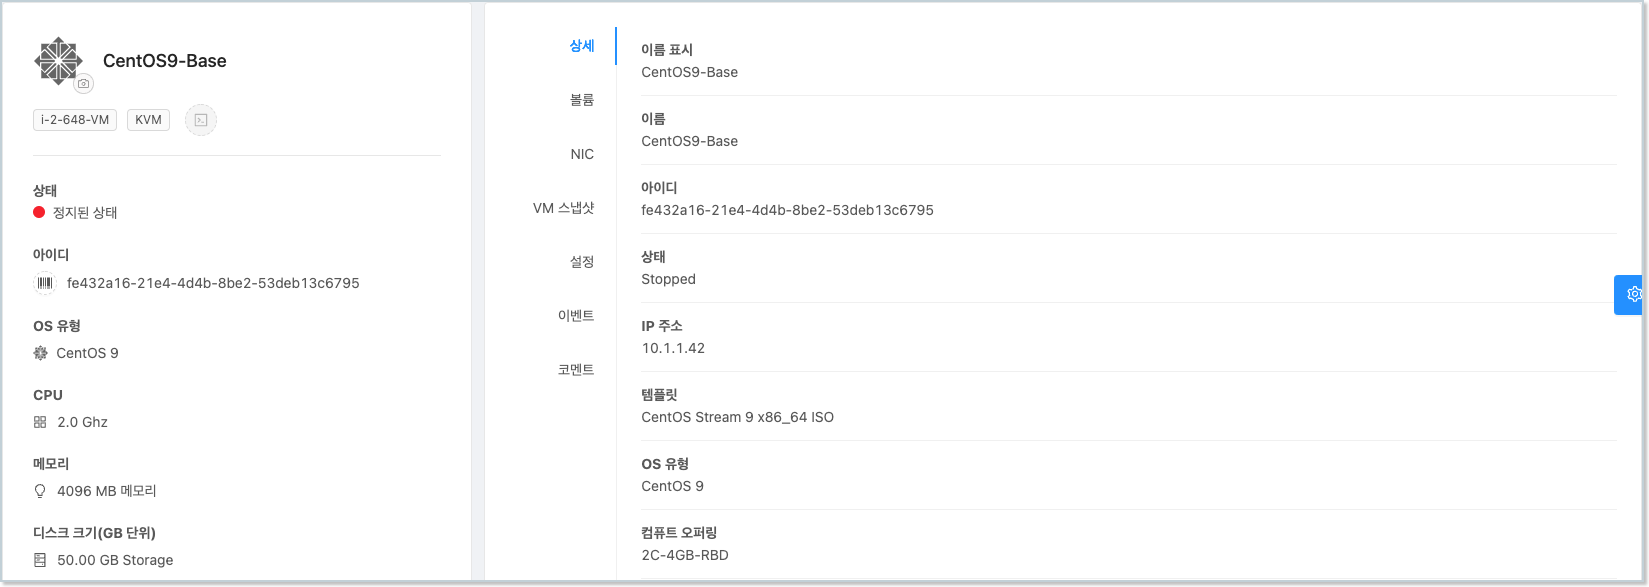 CentOS9-Base
i-2-648-VM KVM
상태
정지된 상태
아이디
fe432a16-21e4-4d4b-8be2-53deb13c6795
OS 유형
CentOS 9
CPU
2.0 Ghz
메모리
4096 MB 메모리
디스크 크기(GB 단위)
50.00 GB Storage
상세
볼륨
NIC
VM 스냅샷
설정
이벤트
코멘트
이름 표시
CentOS9-Base
이름
CentOS9-Base
아이디
fe432a16-21e4-4d4b-8be2-53deb13c6795
상태
Stopped
IP 주소
10.1.1.42
템플릿
CentOS Stream 9 x86_64 ISO
OS 유형
CentOS 9
컴퓨트 오퍼링
2C-4GB-RBD